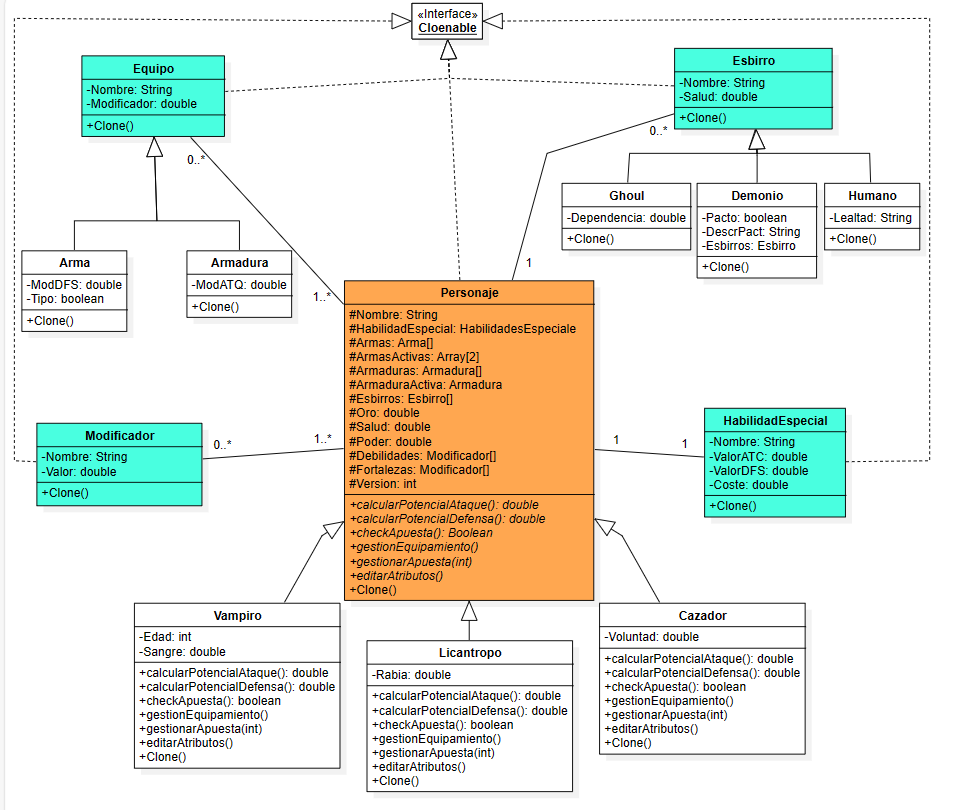 «Interface»
Cloenable
Equipo
-Nombre: String
-Modificador: double
+Clone()
Esbirro
-Nombre: String
-Salud: double
+Clone()
0..*
0..*
Ghoul
-Dependencia: double
+Clone()
Demonio
-Pacto: boolean
-DescrPact: String
-Esbirros: Esbirro
+Clone()
Humano
-Lealtad: String
+Clone()
Arma
-ModDFS: double
-Tipo: boolean
+Clone()
Armadura
-ModATQ: double
+Clone()
1
1..*
Personaje
#Nombre: String
#HabilidadEspecial: HabilidadesEspeciale
#Armas: Arma[]
#ArmasActivas: Array[2]
#Armaduras: Armadura[]
#ArmaduraActiva: Armadura
#Esbirros: Esbirro[]
#Oro: double
#Salud: double
#Poder: double
#Debilidades: Modificador[]
#Fortalezas: Modificador[]
#Version: int
+calcularPotencialAtaque(): double
+calcularPotencialDefensa(): double
+checkApuesta(): Boolean
+gestionEquipamiento()
+gestionarApuesta(int)
+editarAtributos()
+Clone()
Modificador
-Nombre: String
-Valor: double
+Clone()
0..*
1..*
1
1
HabilidadEspecial
-Nombre: String
-ValorATC: double
-ValorDFS: double
-Coste: double
+Clone()
Vampiro
-Edad: int
-Sangre: double
+calcularPotencialAtaque(): double
+calcularPotencialDefensa(): double
+checkApuesta(): boolean
+gestionEquipamiento()
+gestionarApuesta(int)
+editarAtributos()
+Clone()
Licantropo
-Rabia: double
+calcularPotencialAtaque(): double
+calcularPotencialDefensa(): double
+checkApuesta(): boolean
+gestionEquipamiento()
+gestionarApuesta(int)
+editarAtributos()
+Clone()
Cazador
-Voluntad: double
+calcularPotencialAtaque(): double
+calcularPotencialDefensa(): double
+checkApuesta(): boolean
+gestionEquipamiento()
+gestionarApuesta(int)
+editarAtributos()
+Clone()